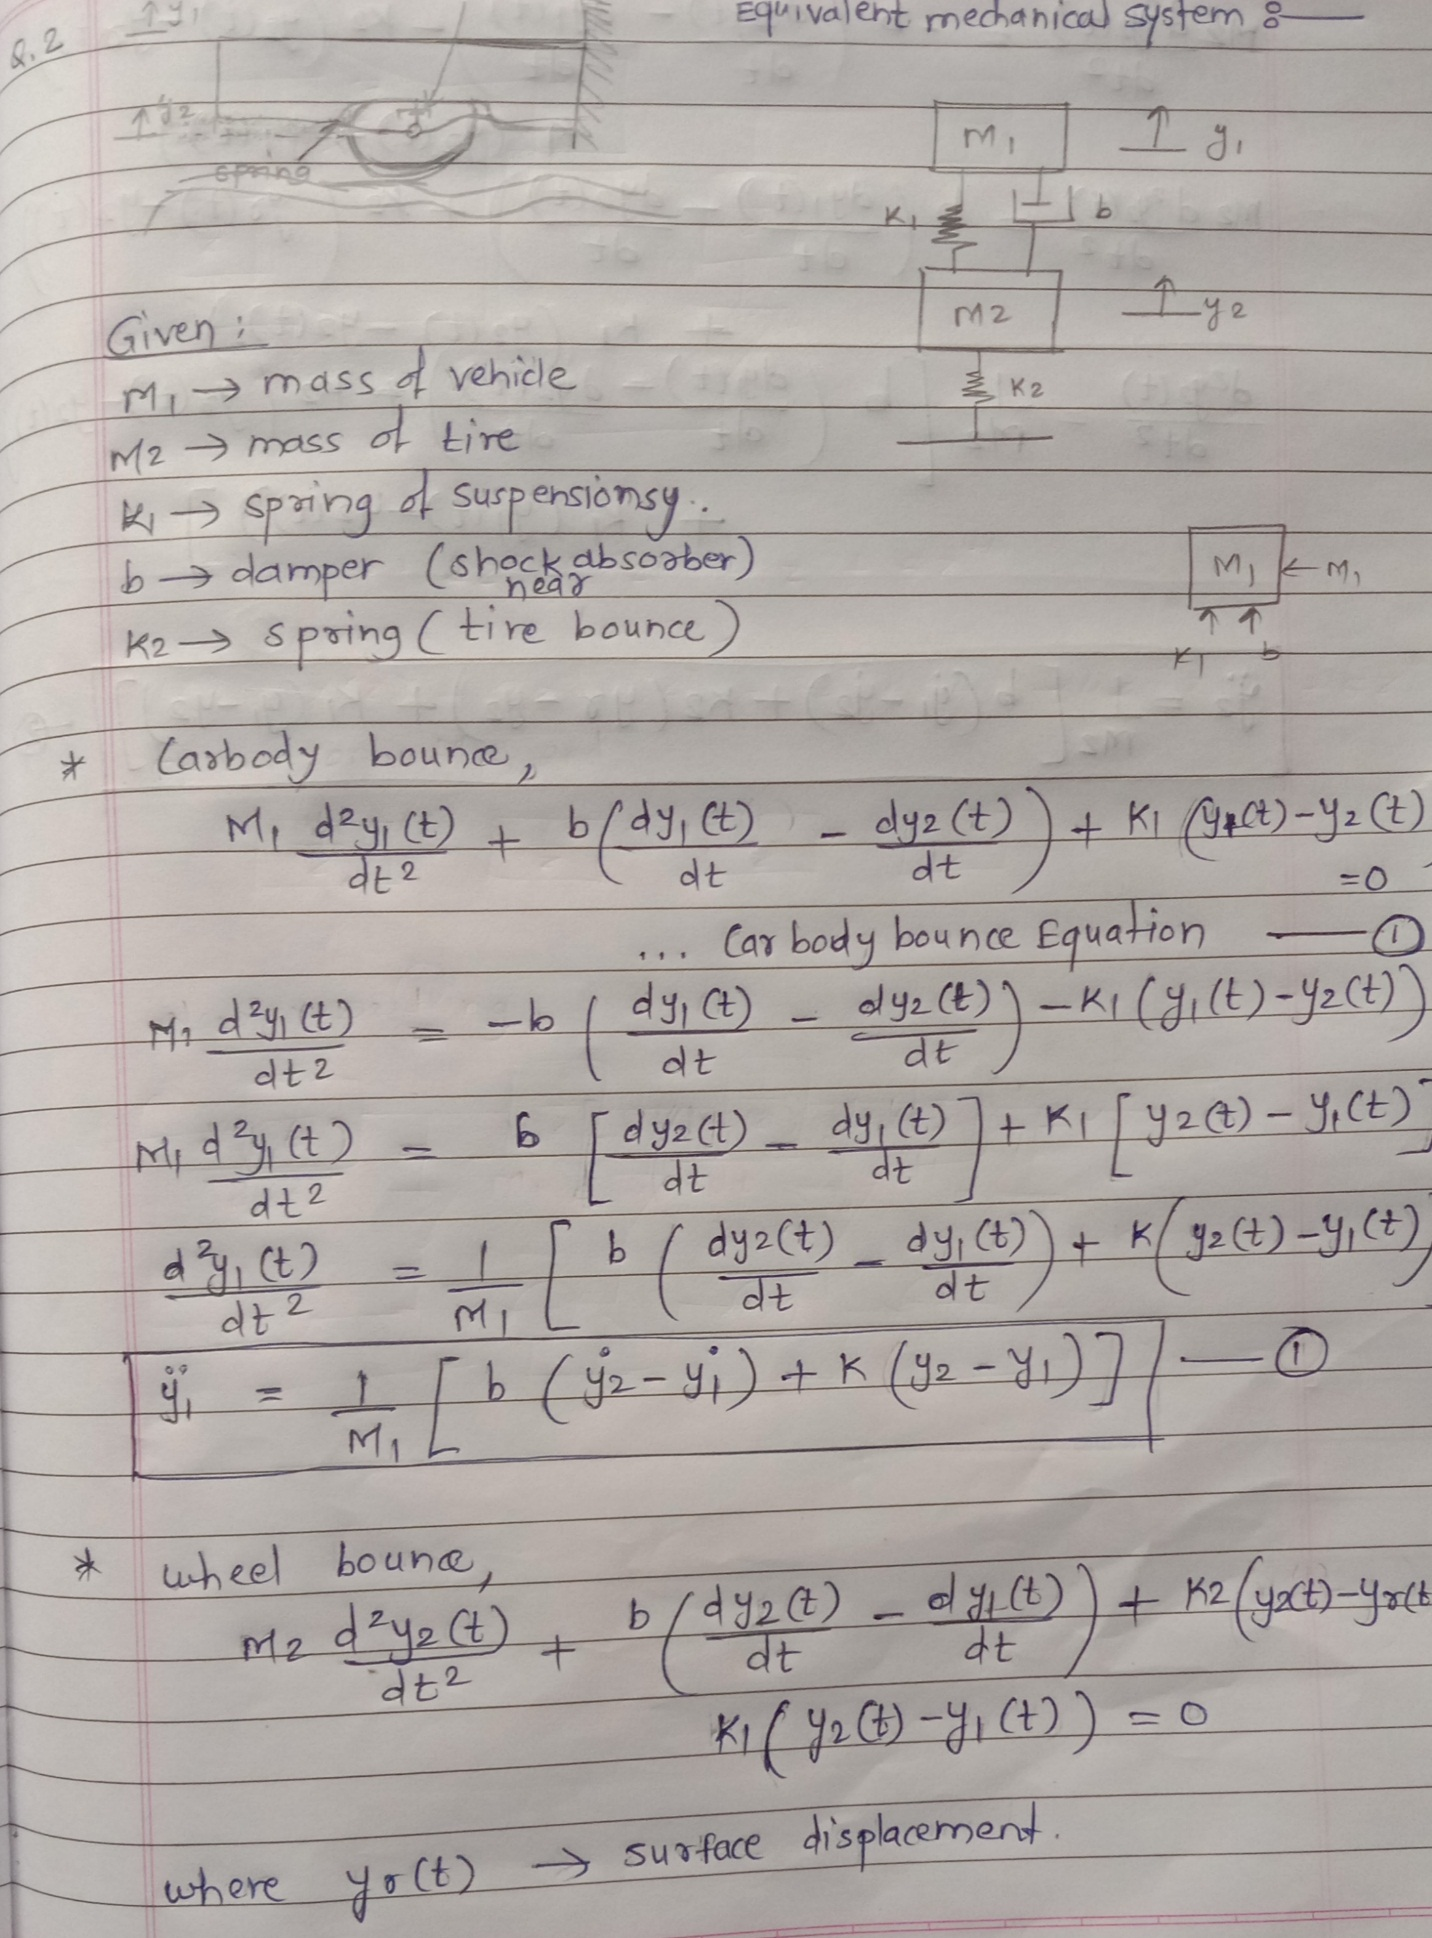 Q.2
y1
Equivalent mechanical system :—
y2
spring
M1
y1
K1
b
M2
y2
K2
Given :
M1 → mass of vehicle
M2 → mass of tire
K1 → spring of suspensionsy.
b → damper (shock absorber)
near
K2 → spring ( tire bounce )
M1 ← M1
K1 b
* Carbody bounce,
M1 d²y1(t)/dt² + b(dy1(t)/dt - dy2(t)/dt) + K1 (y1(t) - y2(t)
=0
... Car body bounce Equation — ①
M1 d²y1(t)/dt² = -b (dy1(t)/dt - dy2(t)/dt) - K1 (y1(t) - y2(t))
M1 d²y1(t)/dt² = b [dy2(t)/dt - dy1(t)/dt] + K1 [y2(t) - y1(t)]
d²y1(t)/dt² = 1/M1 [ b (dy2(t)/dt - dy1(t)/dt) + K(y2(t) - y1(t)
ÿ1 = 1/M1 [ b (ẏ2 - ẏ1) + K (y2 - y1) ] — ①
* wheel bounce,
M2 d²y2(t)/dt² + b(dy2(t)/dt - dy1(t)/dt) + K2(y2(t) - yr(t
K1(y2(t) - y1(t)) = 0
where yr(t) → surface displacement.